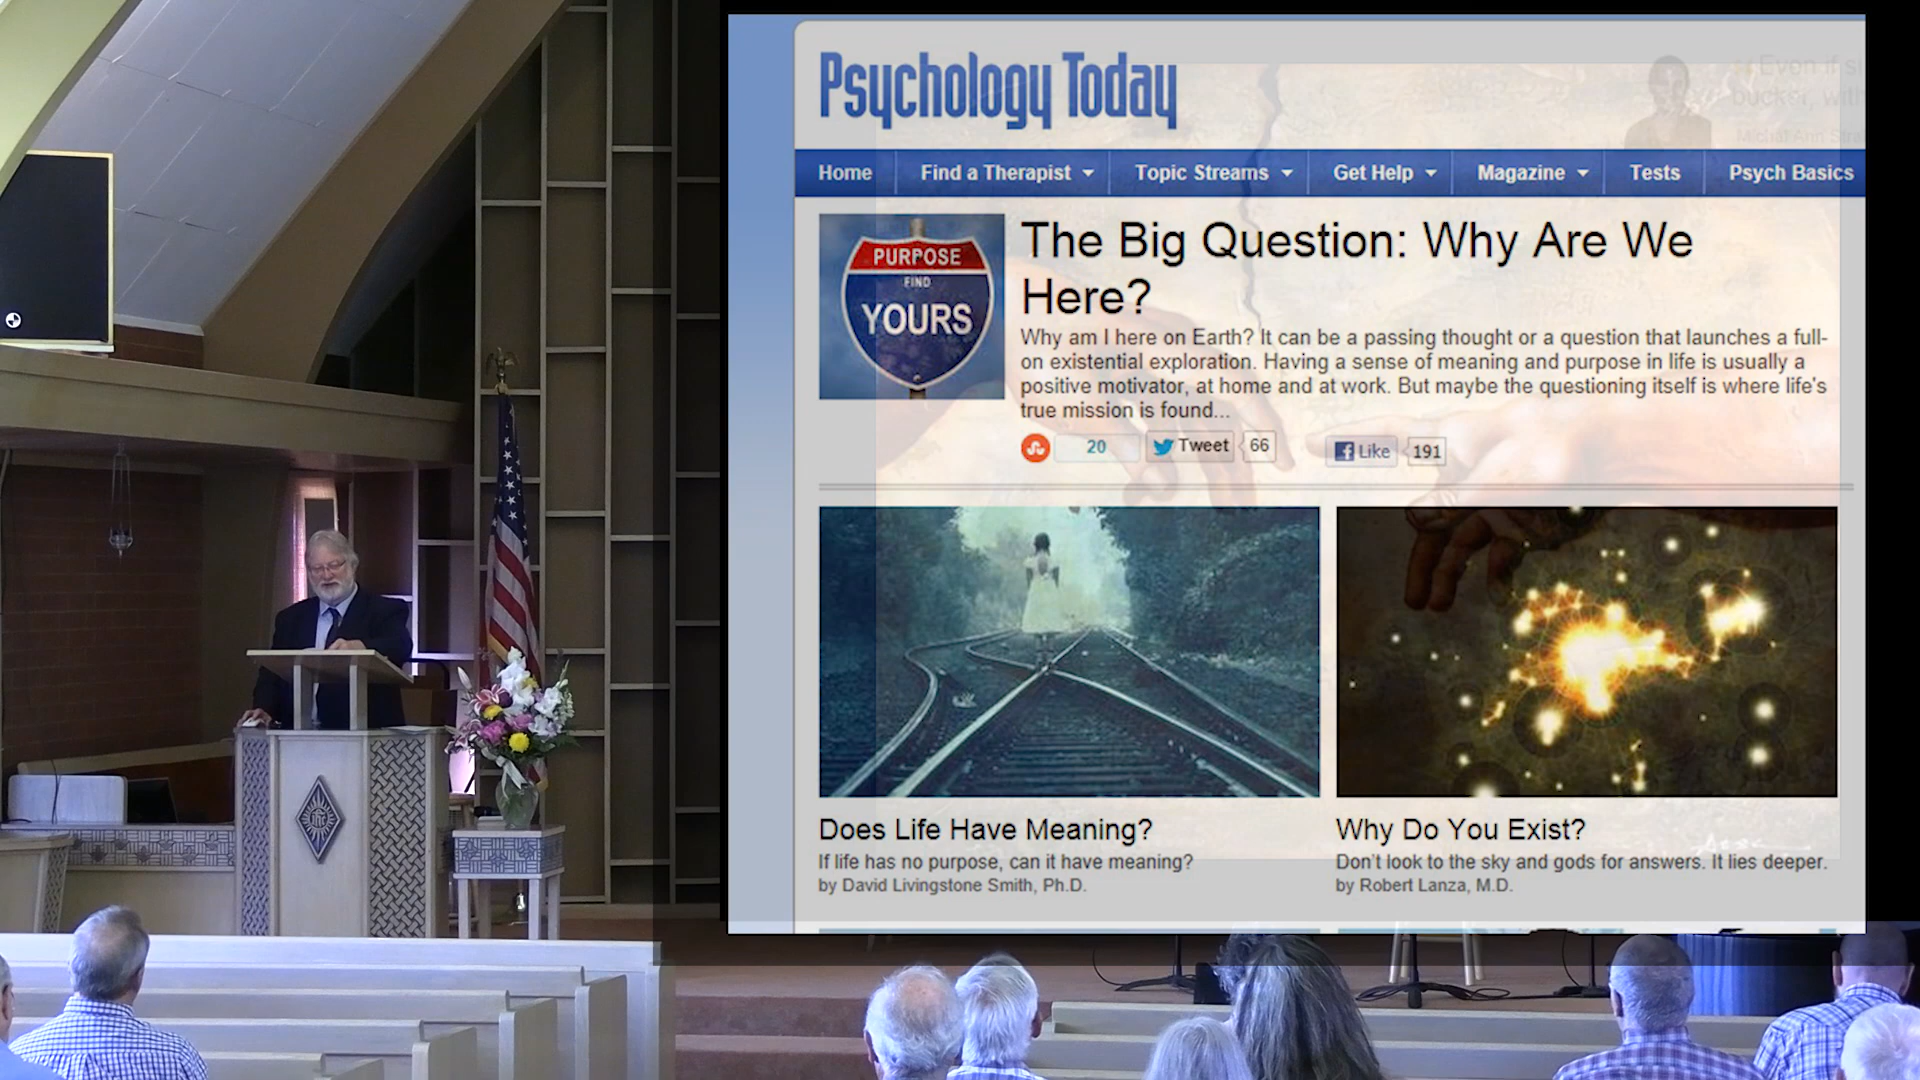 Psychology Today
Even if
bucker, with
Home
Find a Therapist
Topic Streams
Get Help
Magazine
Tests
Psych Basics
PURPOSE
FIND
YOURS
The Big Question: Why Are We
Here?
Why am I here on Earth? It can be a passing thought or a question that launches a full-
on existential exploration. Having a sense of meaning and purpose in life is usually a
positive motivator, at home and at work. But maybe the questioning itself is where life's
true mission is found...
20
Tweet
66
Like
191
Does Life Have Meaning?
If life has no purpose, can it have meaning?
by David Livingstone Smith, Ph.D.
Why Do You Exist?
Don't look to the sky and gods for answers. It lies deeper.
by Robert Lanza, M.D.